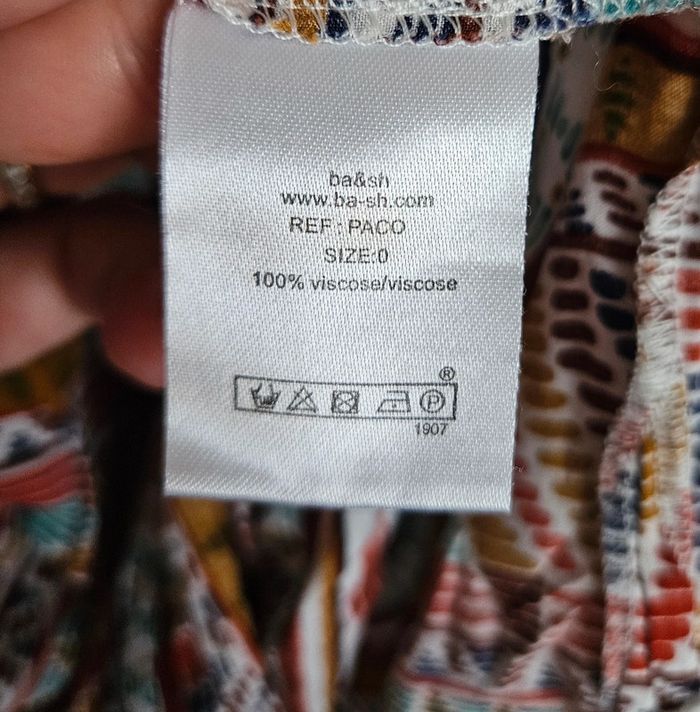 ba&sh
www.ba-sh.com
REF : PACO
SIZE:0
100% viscose/viscose
®
P
1907